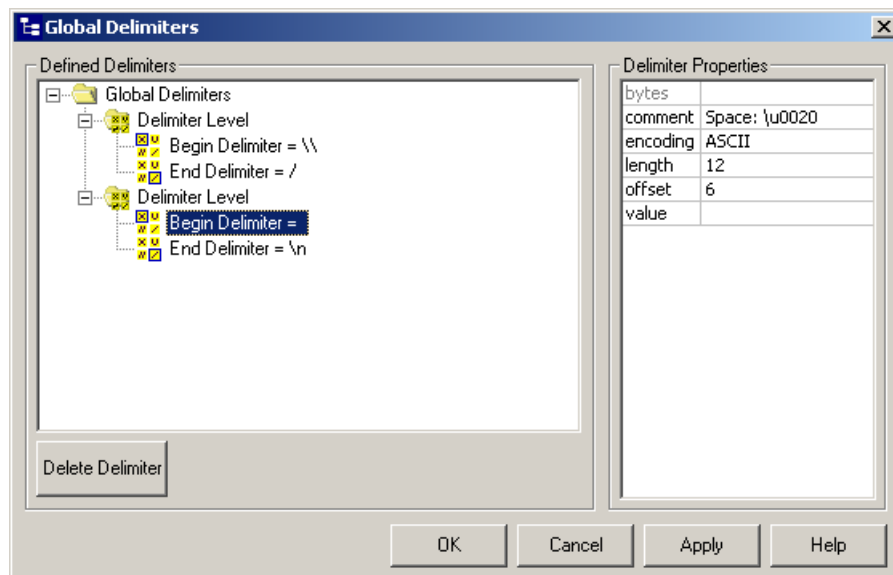 Global Delimiters
Defined Delimiters
Global Delimiters
Delimiter Level
Begin Delimiter = \\
End Delimiter = /
Delimiter Level
Begin Delimiter =
End Delimiter = \n
Delete Delimiter
Delimiter Properties
bytes
comment Space: \u0020
encoding ASCII
length 12
offset 6
value
OK Cancel Apply Help